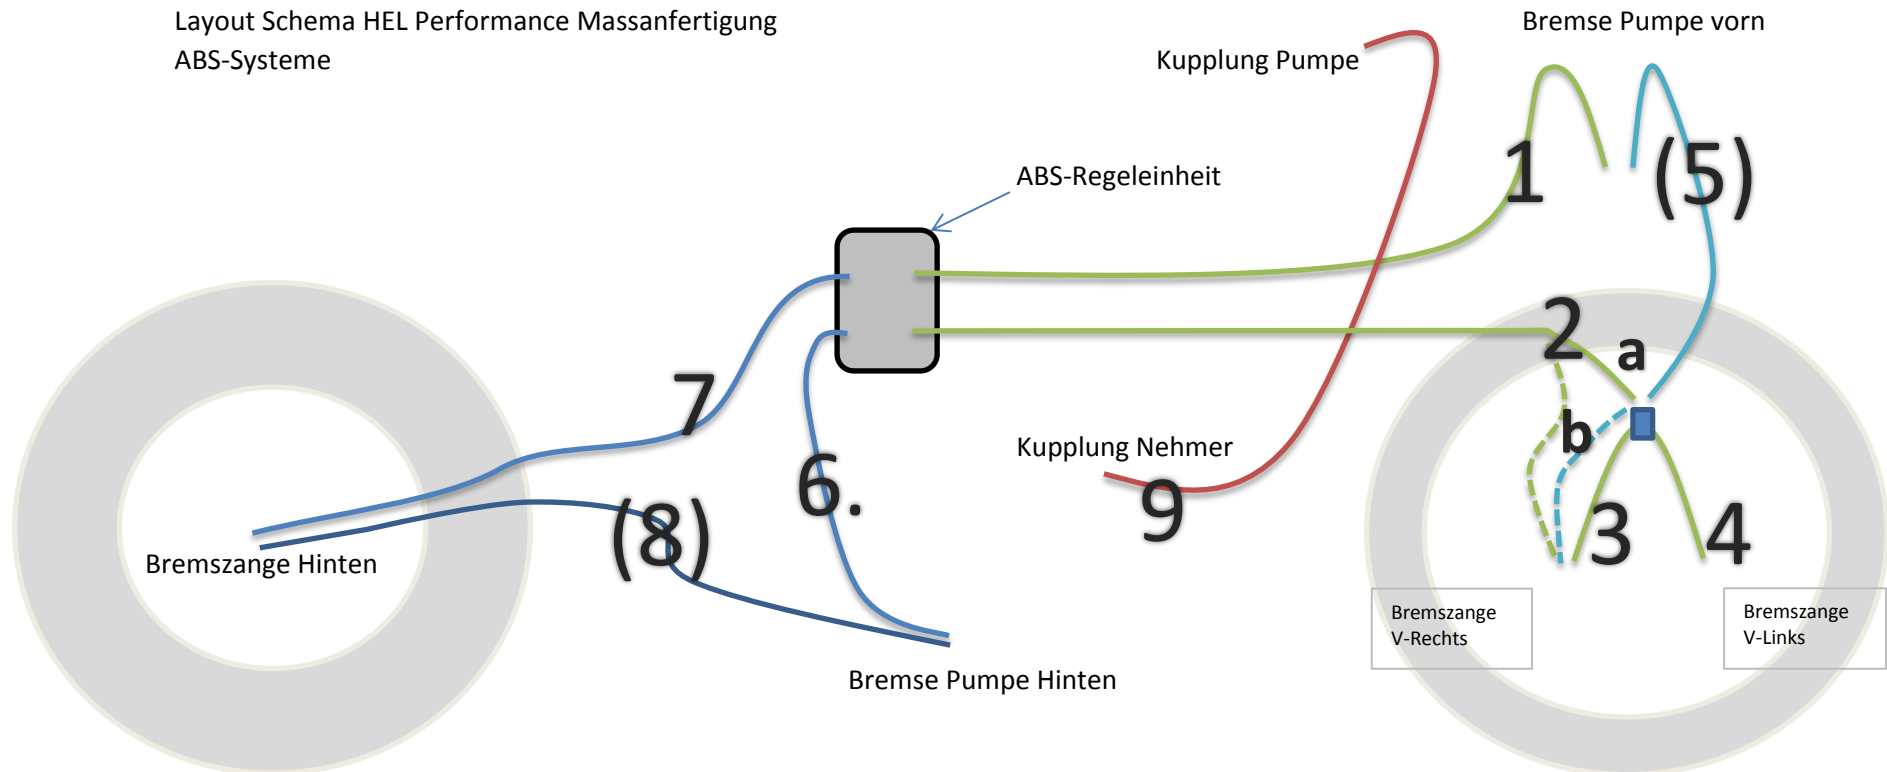 Layout Schema HEL Performance Massanfertigung
ABS-Systeme
Bremse Pumpe vorn
Kupplung Pumpe
1
(5)
ABS-Regeleinheit
2
a
7
b
Kupplung Nehmer
6.
9
(8)
3
4
Bremszange Hinten
Bremszange
V-Rechts
Bremszange
V-Links
Bremse Pumpe Hinten